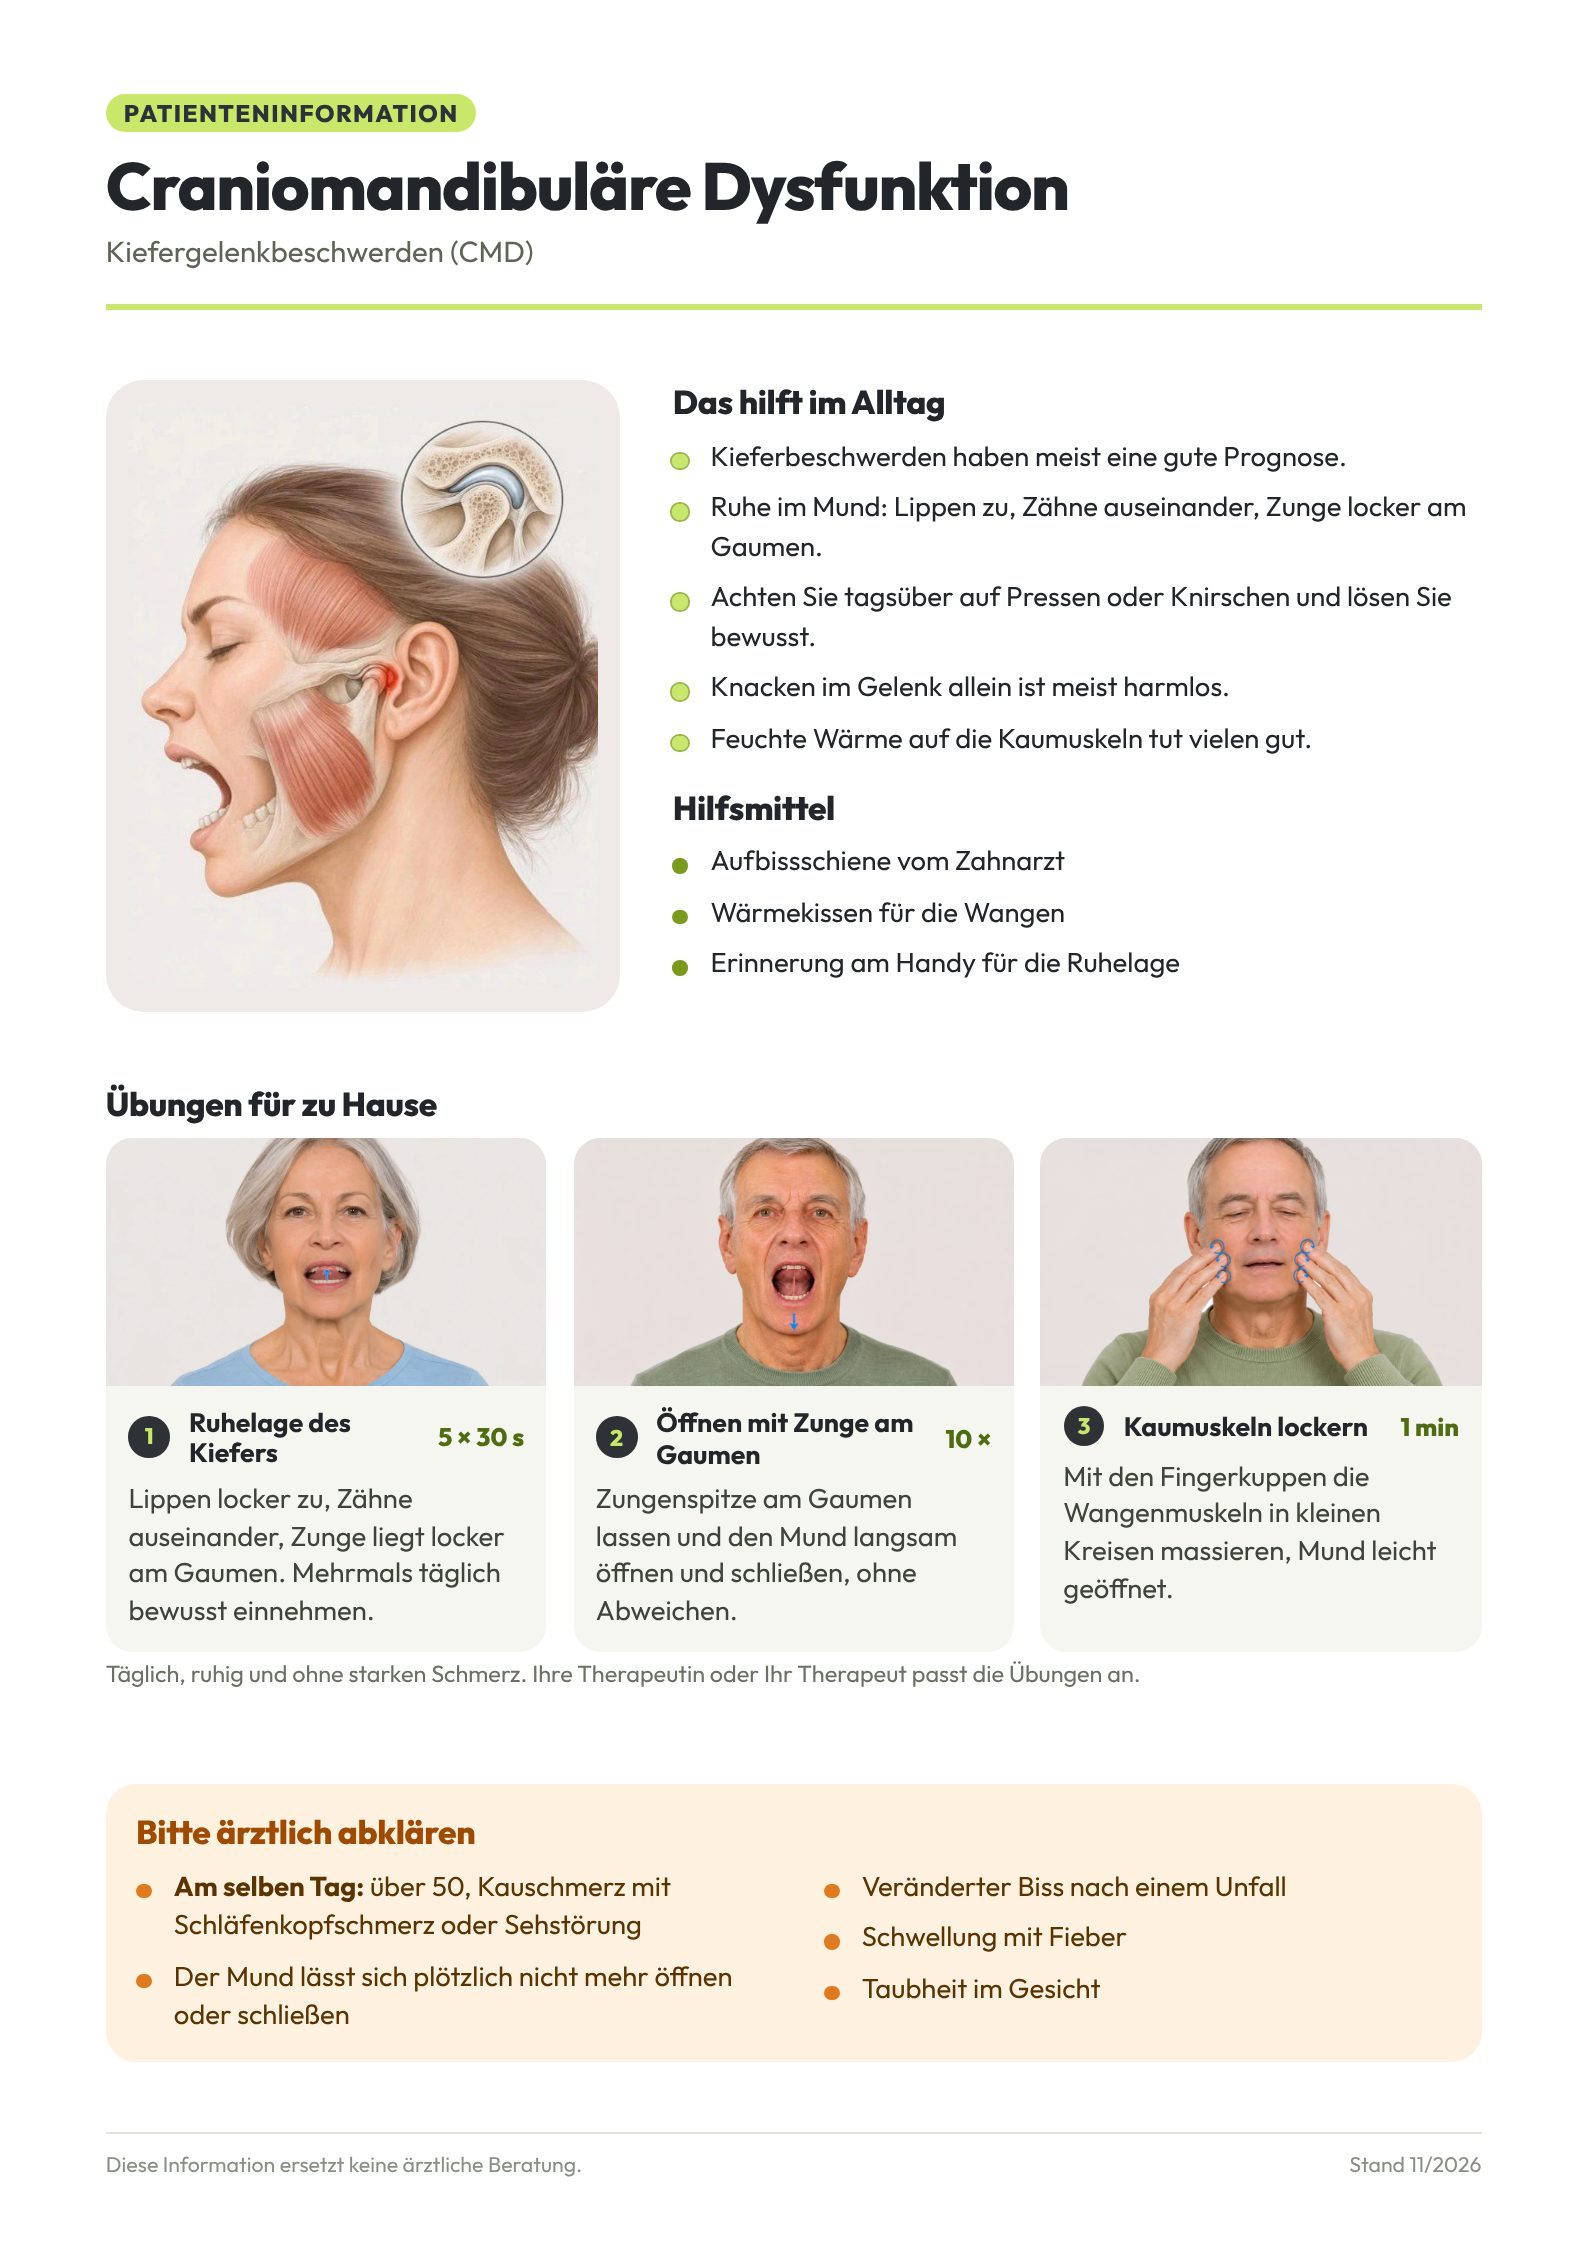 PATIENTENINFORMATION
Craniomandibuläre Dysfunktion
Kiefergelenkbeschwerden (CMD)
Das hilft im Alltag
Kieferbeschwerden haben meist eine gute Prognose.
Ruhe im Mund: Lippen zu, Zähne auseinander, Zunge locker am
Gaumen.
Achten Sie tagsüber auf Pressen oder Knirschen und lösen Sie
bewusst.
Knacken im Gelenk allein ist meist harmlos.
Feuchte Wärme auf die Kaumuskeln tut vielen gut.
Hilfsmittel
Aufbissschiene vom Zahnarzt
Wärmekissen für die Wangen
Erinnerung am Handy für die Ruhelage
Übungen für zu Hause
1 Ruhelage des
Kiefers
5 × 30 s
Lippen locker zu, Zähne
auseinander, Zunge liegt locker
am Gaumen. Mehrmals täglich
bewusst einnehmen.
2 Öffnen mit Zunge am
Gaumen
10 ×
Zungenspitze am Gaumen
lassen und den Mund langsam
öffnen und schließen, ohne
Abweichen.
3 Kaumuskeln lockern 1 min
Mit den Fingerkuppen die
Wangenmuskeln in kleinen
Kreisen massieren, Mund leicht
geöffnet.
Täglich, ruhig und ohne starken Schmerz. Ihre Therapeutin oder Ihr Therapeut passt die Übungen an.
Bitte ärztlich abklären
Am selben Tag: über 50, Kauschmerz mit
Schläfenkopfschmerz oder Sehstörung
Der Mund lässt sich plötzlich nicht mehr öffnen
oder schließen
Veränderter Biss nach einem Unfall
Schwellung mit Fieber
Taubheit im Gesicht
Diese Information ersetzt keine ärztliche Beratung.
Stand 11/2026